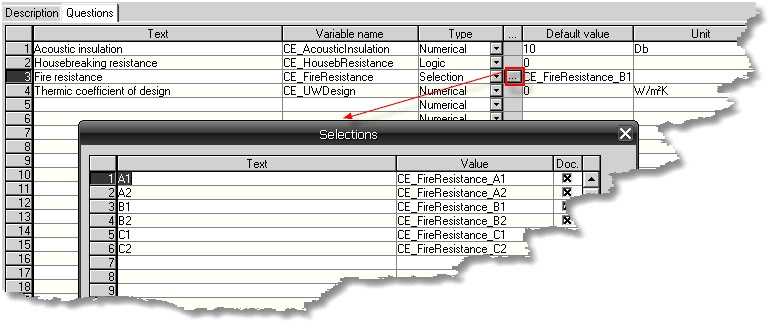 Description Questions
Text Variable name Type ... Default value Unit
1 Acoustic insulation CE_AcousticInsulation Numerical 10 Db
2 Housebreaking resistance CE_HousebResistance Logic 0
3 Fire resistance CE_FireResistance Selection ... CE_FireResistance_B1
4 Thermic coefficient of design CE_UWDesign Numerical 0 W/m²K
5 Numerical
6 Numerical
7
8
9
10
11
12
13
14
15
16
17
18
Selections
Text Value Doc.
1 A1 CE_FireResistance_A1
2 A2 CE_FireResistance_A2
3 B1 CE_FireResistance_B1
4 B2 CE_FireResistance_B2
5 C1 CE_FireResistance_C1
6 C2 CE_FireResistance_C2
7
8
9